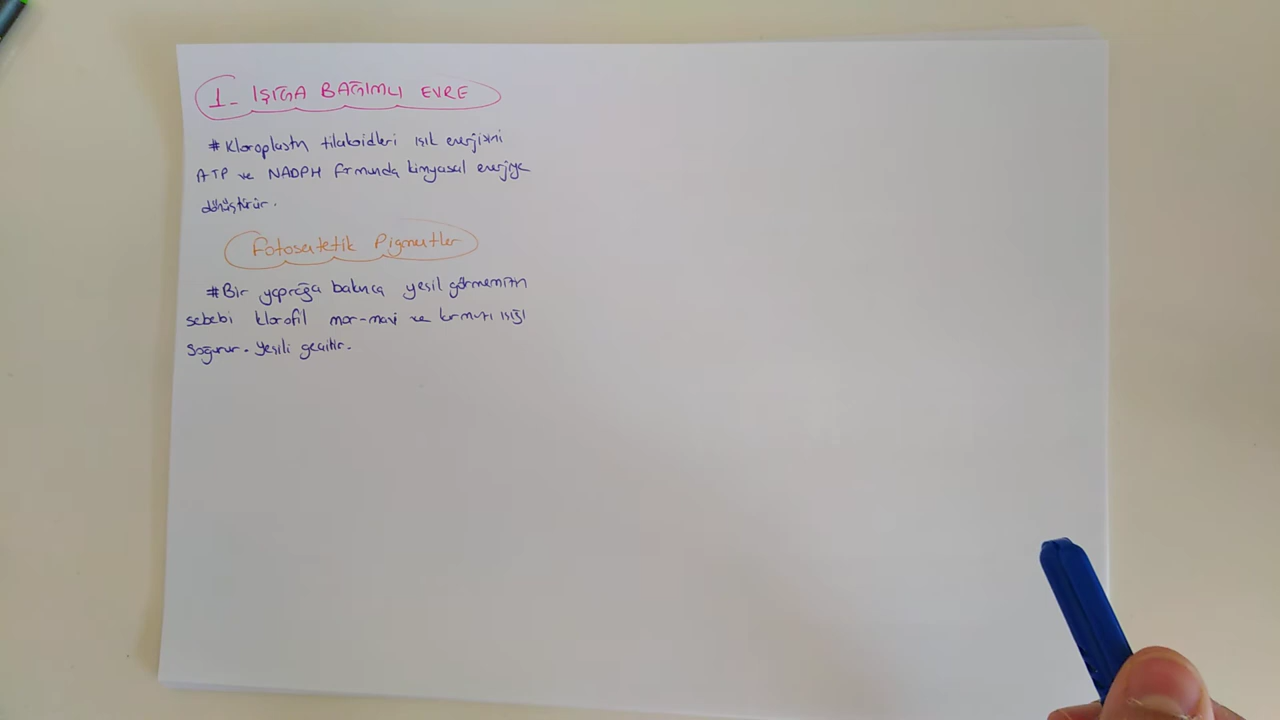 1- IŞIĞA BAĞIMLI EVRE
#Kloroplastın tilakoidleri ışık enerjisini
ATP ve NADPH formunda kimyasal enerjiye
dönüştürür.
Fotosentetik Pigmentler
#Bir yaprağa bakınca yeşil görmemizin
sebebi klorofil mor-mavi ve kırmızı ışığı
Soğurur. Yeşili geçirir.